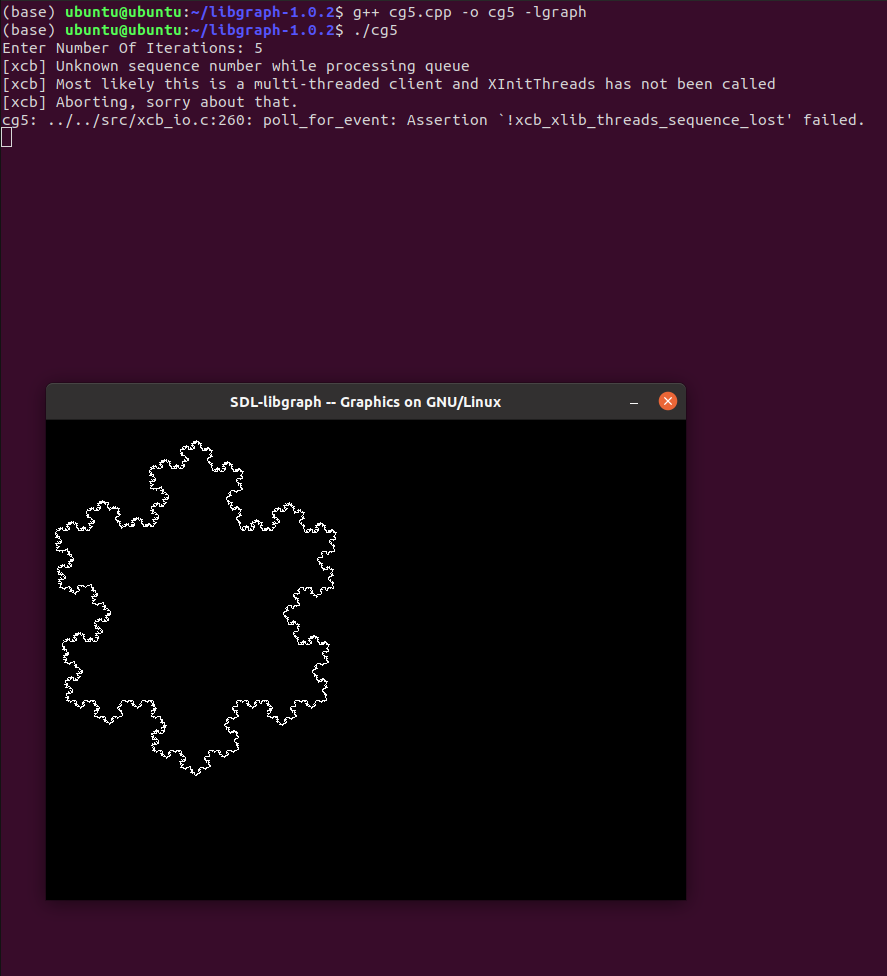 (base) ubuntu@ubuntu:~/libgraph-1.0.2$ g++ cg5.cpp -o cg5 -lgraph
(base) ubuntu@ubuntu:~/libgraph-1.0.2$ ./cg5
Enter Number Of Iterations: 5
[xcb] Unknown sequence number while processing queue
[xcb] Most likely this is a multi-threaded client and XInitThreads has not been called
[xcb] Aborting, sorry about that.
cg5: ../../src/xcb_io.c:260: poll_for_event: Assertion `!xcb_xlib_threads_sequence_lost' failed.
SDL-libgraph -- Graphics on GNU/Linux